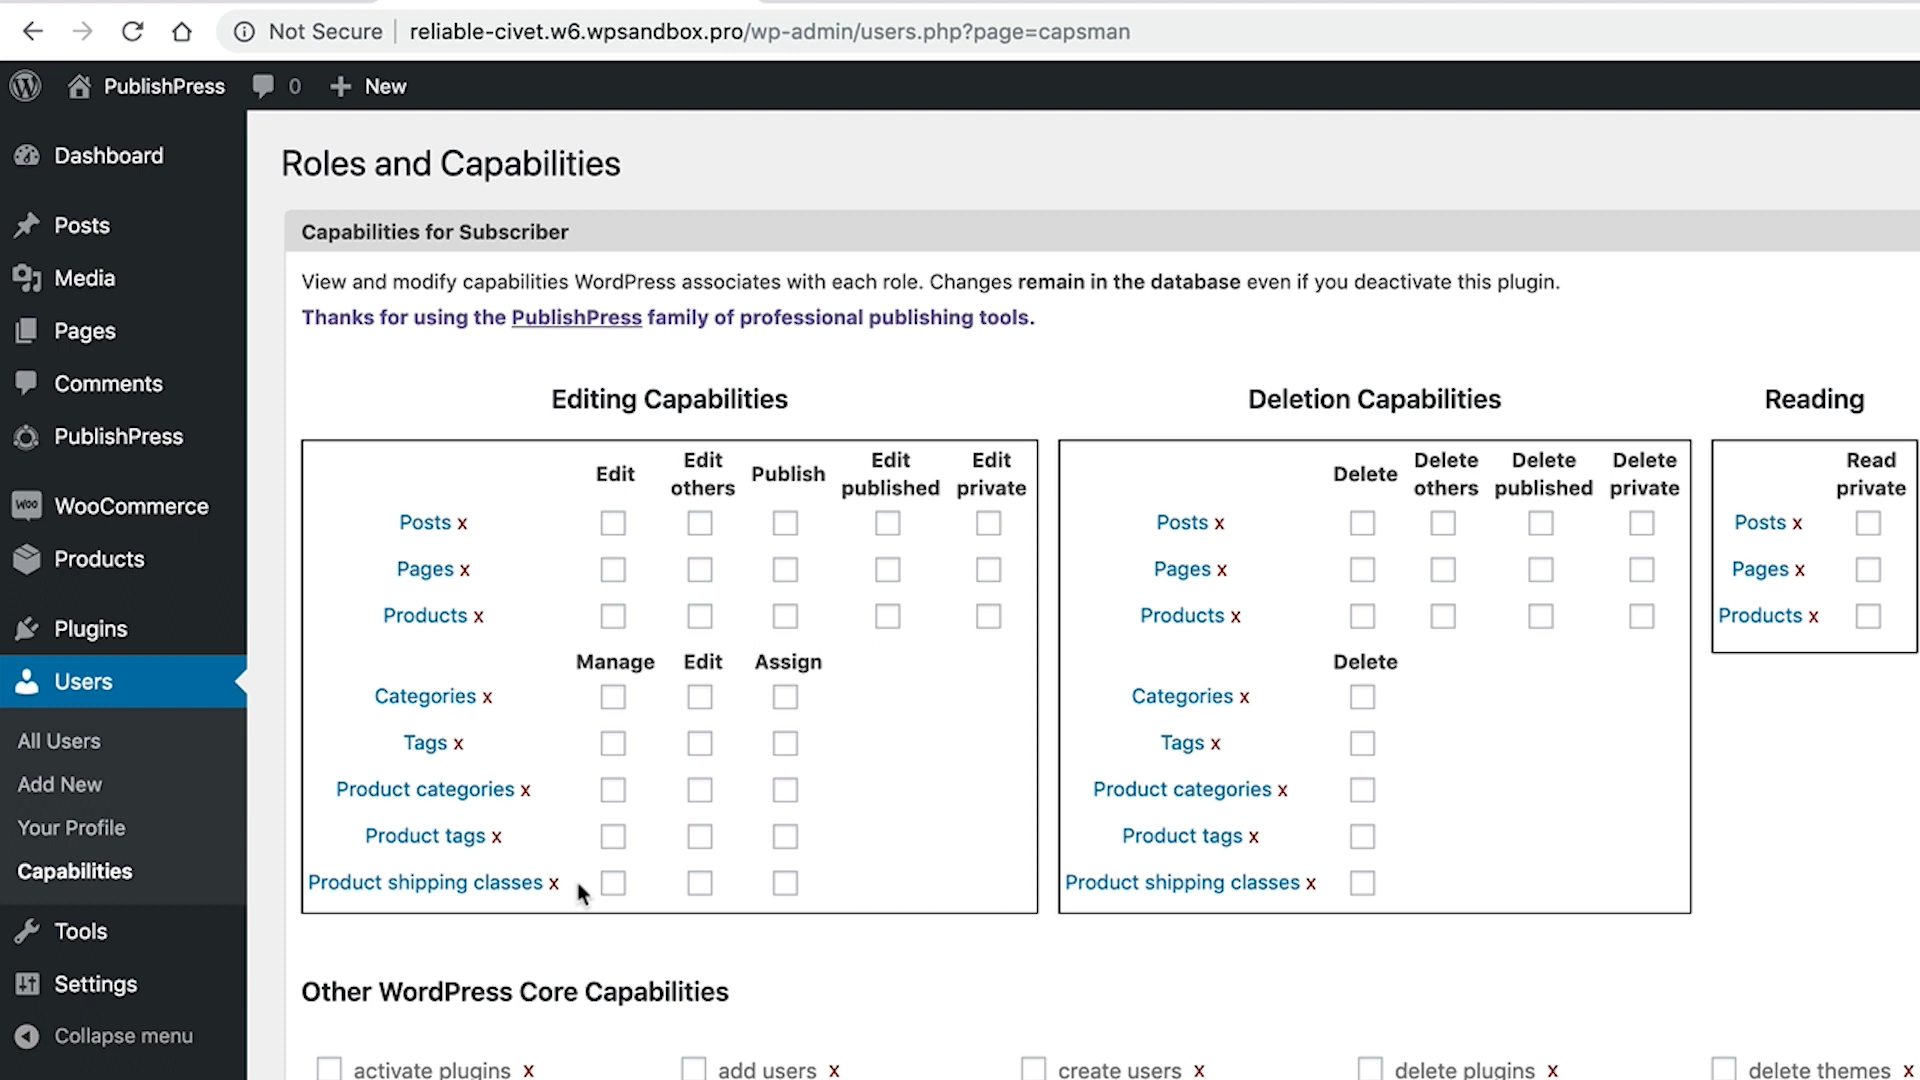 Not Secure | reliable-civet.w6.wpsandbox.pro/wp-admin/users.php?page=capsman
PublishPress 0 + New
Dashboard
Posts
Media
Pages
Comments
PublishPress
WOO WooCommerce
Products
Plugins
Users
All Users
Add New
Your Profile
Capabilities
Tools
Settings
Collapse menu
Roles and Capabilities
Capabilities for Subscriber
View and modify capabilities WordPress associates with each role. Changes remain in the database even if you deactivate this plugin.
Thanks for using the PublishPress family of professional publishing tools.
Editing Capabilities
Edit Edit others Publish Edit published Edit private
Posts x
Pages x
Products x
Manage Edit Assign
Categories x
Tags x
Product categories x
Product tags x
Product shipping classes x
Deletion Capabilities
Delete Delete others Delete published Delete private
Posts x
Pages x
Products x
Delete
Categories x
Tags x
Product categories x
Product tags x
Product shipping classes x
Reading
Read private
Posts x
Pages x
Products x
Other WordPress Core Capabilities
activate plugins x add users x create users x delete plugins x delete themes x